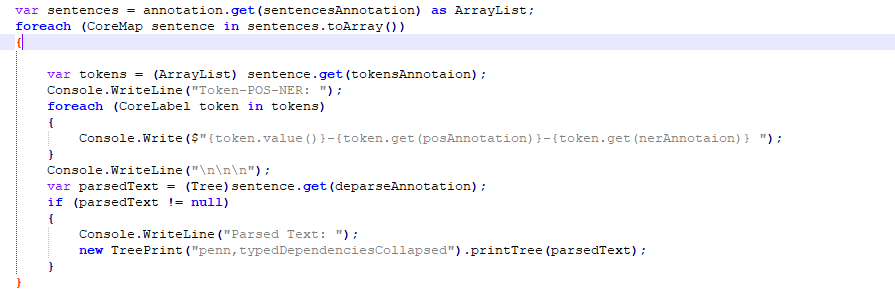 var sentences = annotation.get(sentencesAnnotation) as ArrayList;
foreach (CoreMap sentence in sentences.toArray())
{
var tokens = (ArrayList) sentence.get(tokensAnnotaion);
Console.WriteLine("Token-POS-NER: ");
foreach (CoreLabel token in tokens)
{
Console.Write($"{token.value()}-{token.get(posAnnotation)}-{token.get(nerAnnotaion)} ");
}
Console.WriteLine("\n\n\n");
var parsedText = (Tree)sentence.get(deparseAnnotation);
if (parsedText != null)
{
Console.WriteLine("Parsed Text: ");
new TreePrint("penn,typedDependenciesCollapsed").printTree(parsedText);
}
}